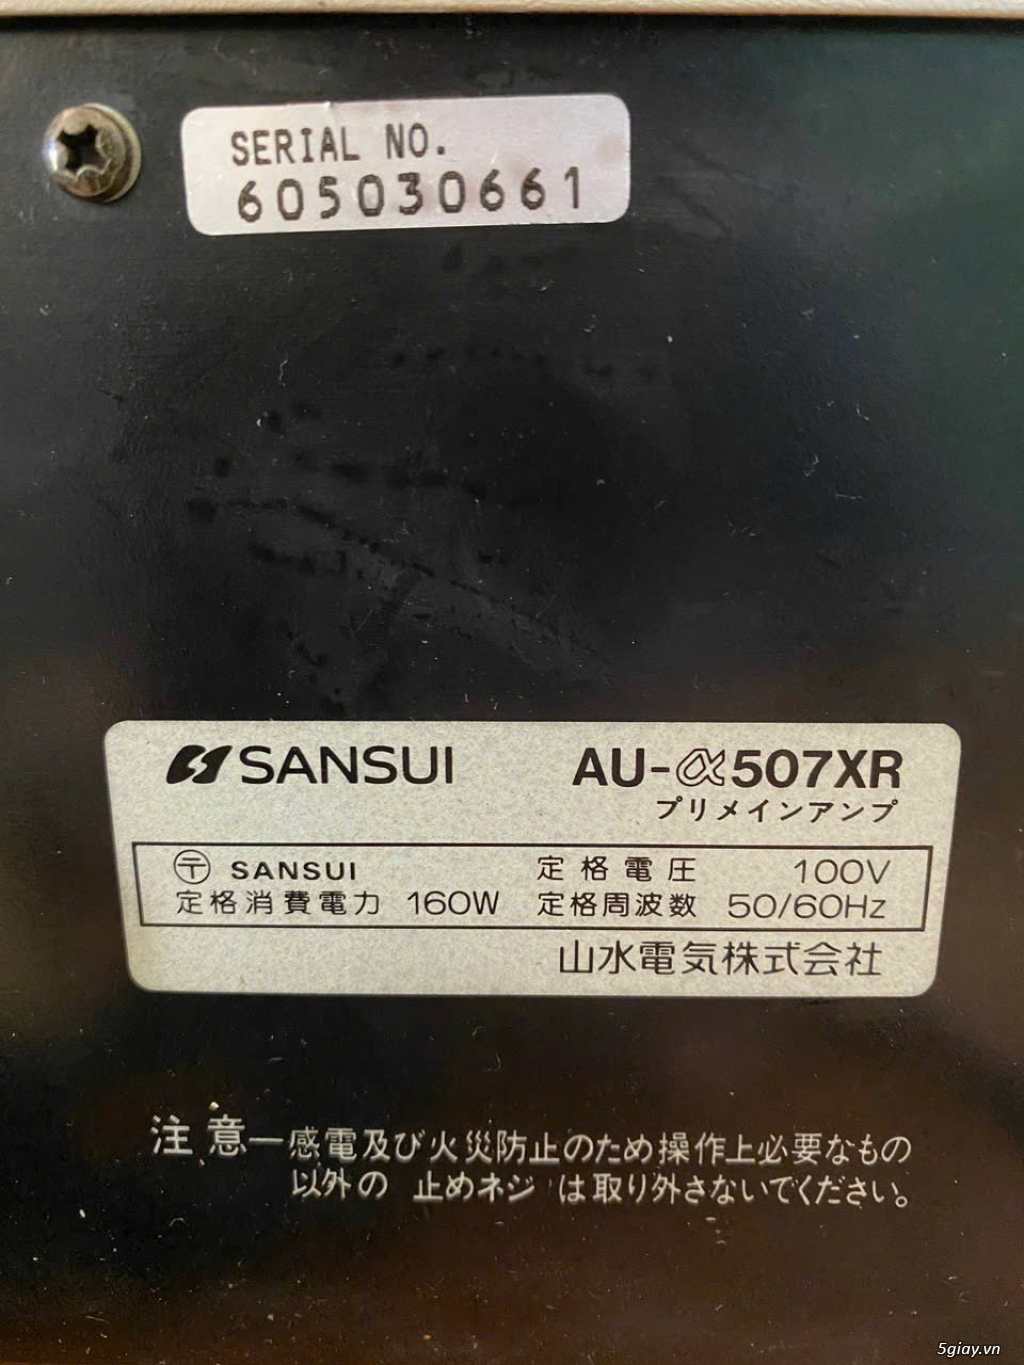 SERIAL NO.
605030661
SANSUI AU-α507XR
プリメインアンプ
〒 SANSUI 定格電圧 100V
定格消費電力 160W 定格周波数 50/60Hz
山水電気株式会社
注意—感電及び火災防止のため操作上必要なもの
以外の 止めネジ は取り外さないでください。
5giay.vn